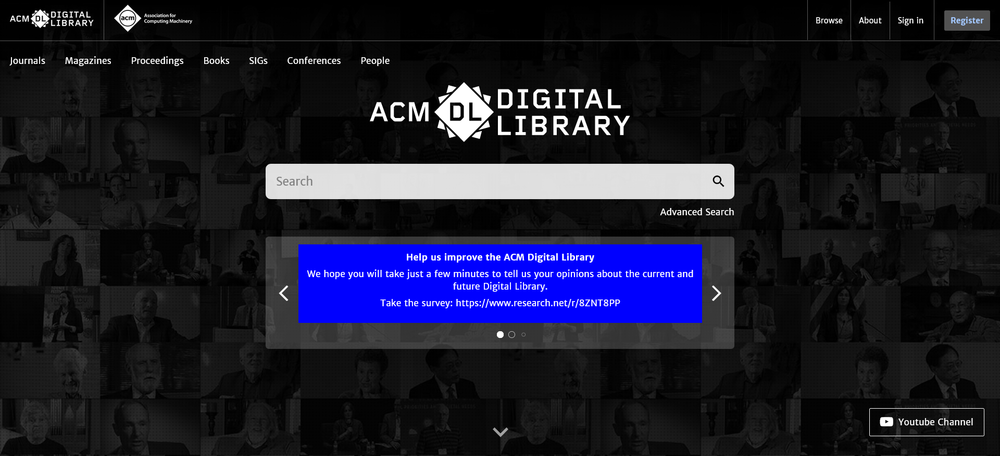 ACM DL DIGITAL LIBRARY
acm Association for Computing Machinery
Browse
About
Sign in
Register
Journals
Magazines
Proceedings
Books
SIGs
Conferences
People
ACM DL DIGITAL
LIBRARY
Search
Advanced Search
Help us improve the ACM Digital Library
We hope you will take just a few minutes to tell us your opinions about the current and
future Digital Library.
Take the survey: https://www.research.net/r/8ZNT8PP
Youtube Channel